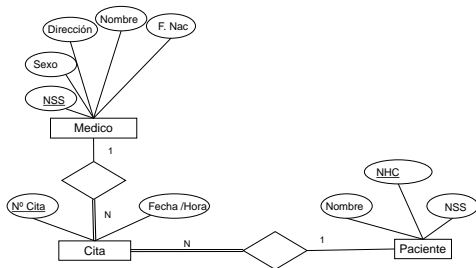 Nombre
Dirección
F. Nac
Sexo
NSS
Medico
1
NHC
Nº Cita
N
Fecha /Hora
Nombre
NSS
Cita
N
1
Paciente